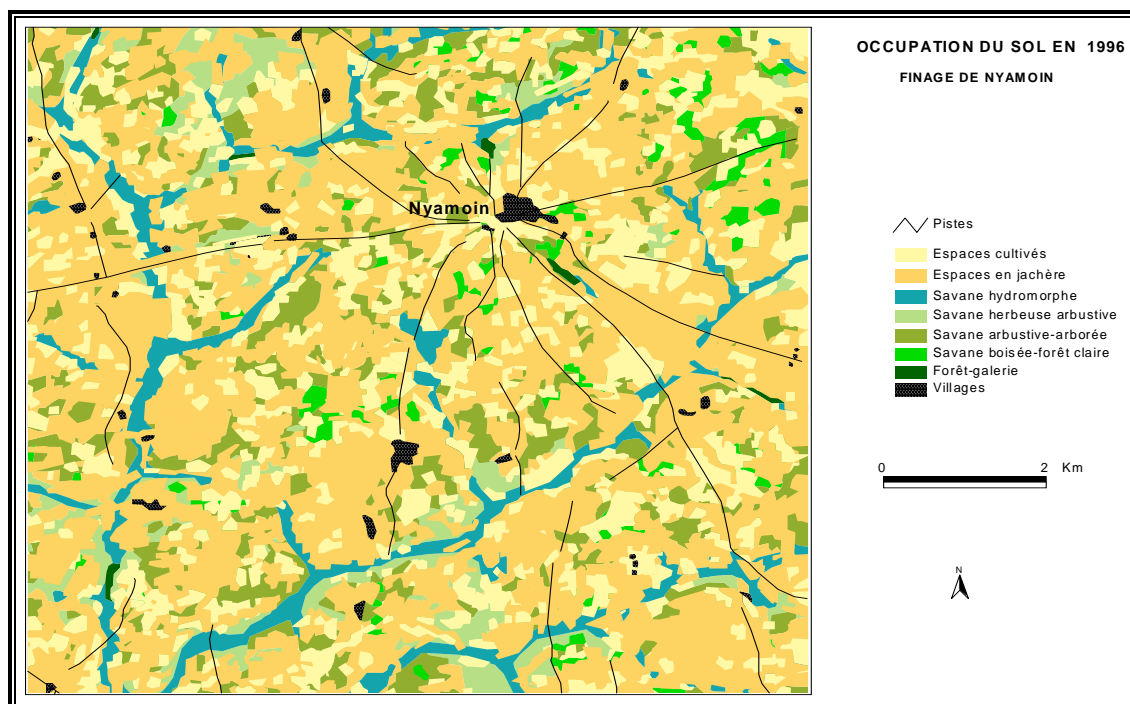 OCCUPATION DU SOL EN 1996
FINAGE DE NYAMOIN
Nyamoin
Pistes
Espaces cultivés
Espaces en jachère
Savane hydromorphe
Savane herbeuse arbustive
Savane arbustive-arborée
Savane boisée-forêt claire
Forêt-galerie
Villages
0 2 Km
N